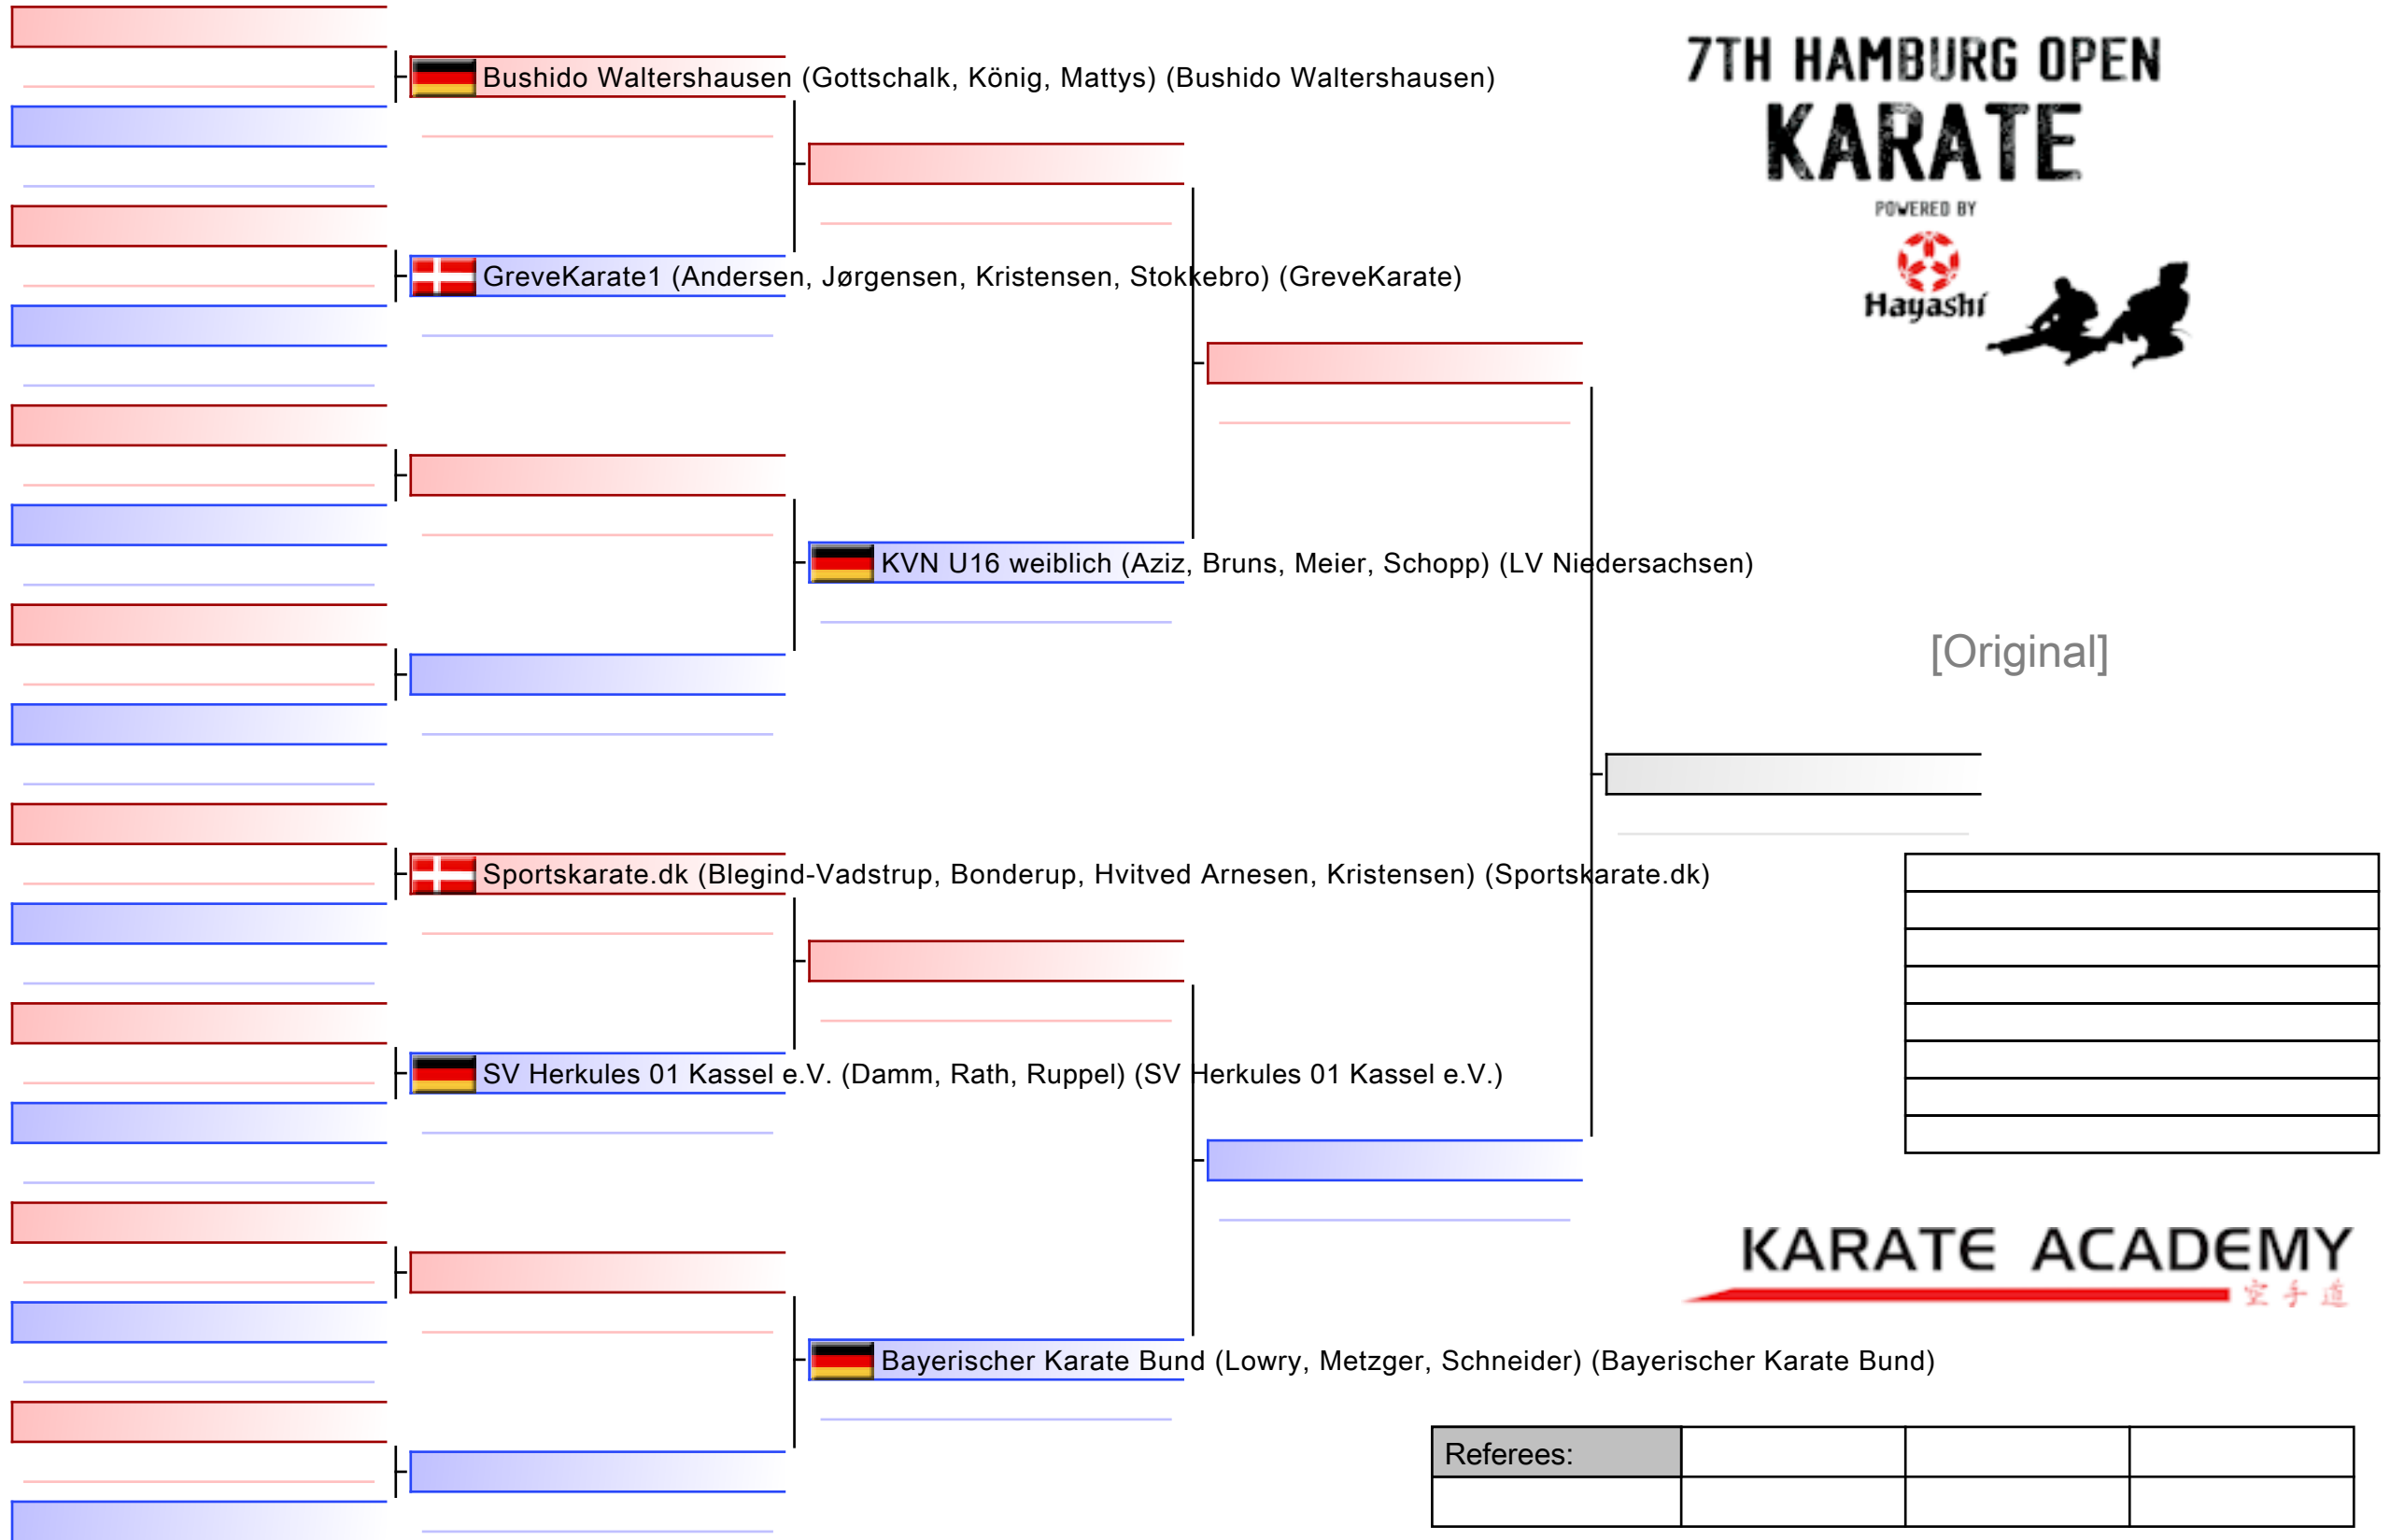 7TH HAMBURG OPEN
KARATE
POWERED BY
Hayashi
Bushido Waltershausen (Gottschalk, König, Mattys) (Bushido Waltershausen)
GreveKarate1 (Andersen, Jørgensen, Kristensen, Stokkebro) (GreveKarate)
KVN U16 weiblich (Aziz, Bruns, Meier, Schopp) (LV Niedersachsen)
[Original]
Sportskarate.dk (Blegind-Vadstrup, Bonderup, Hvitved Arnesen, Kristensen) (Sportskarate.dk)
SV Herkules 01 Kassel e.V. (Damm, Rath, Ruppel) (SV Herkules 01 Kassel e.V.)
KARATE ACADEMY
空手道
Bayerischer Karate Bund (Lowry, Metzger, Schneider) (Bayerischer Karate Bund)
Referees: